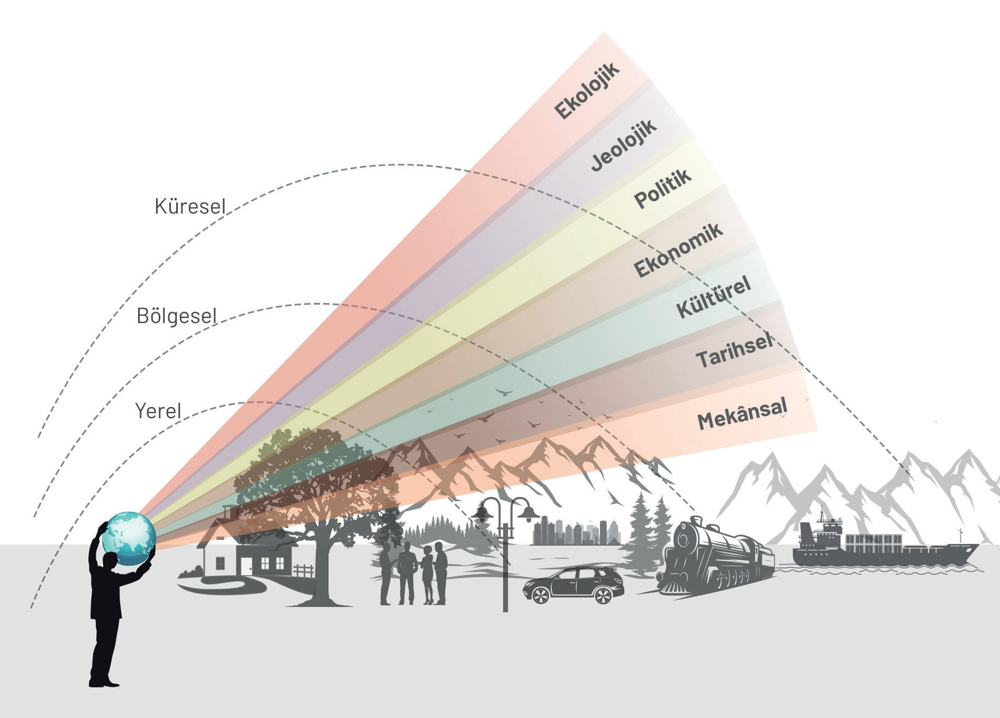 Ekolojik
Jeolojik
Politik
Ekonomik
Kültürel
Tarihsel
Mekânsal
Küresel
Bölgesel
Yerel